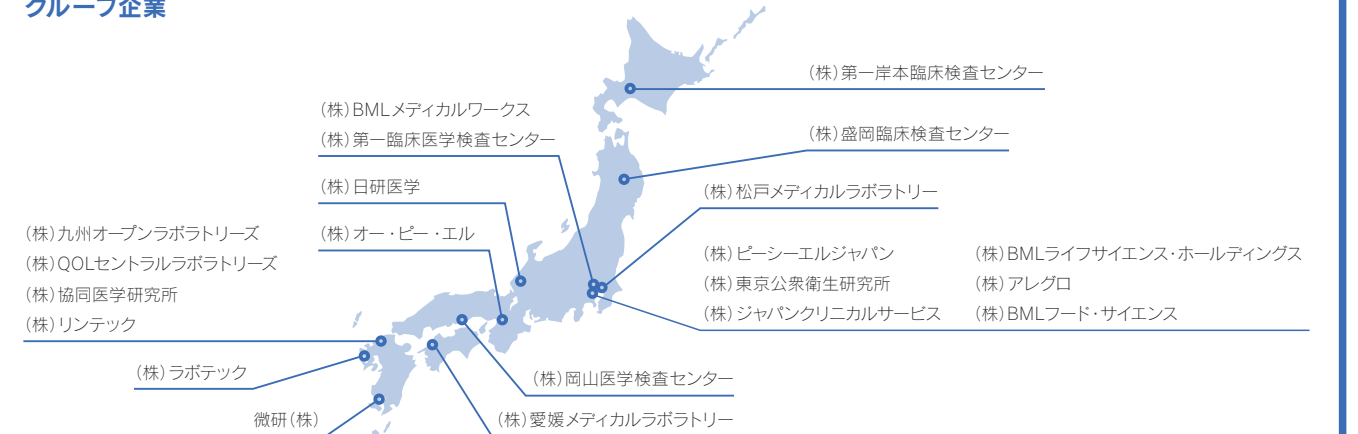 グループ企業
(株)第一岸本臨床検査センター
(株)BMLメディカルワークス
(株)第一臨床医学検査センター
(株)盛岡臨床検査センター
(株)日研医学
(株)松戸メディカルラボラトリー
(株)九州オープンラボラトリーズ
(株)QOLセントラルラボラトリーズ
(株)協同医学研究所
(株)リンテック
(株)オー・ピー・エル
(株)ピーシーエルジャパン
(株)東京公衆衛生研究所
(株)ジャパンクリニカルサービス
(株)BMLライフサイエンス・ホールディングス
(株)アレグロ
(株)BMLフード・サイエンス
(株)ラボテック
(株)岡山医学検査センター
微研(株)
(株)愛媛メディカルラボラトリー